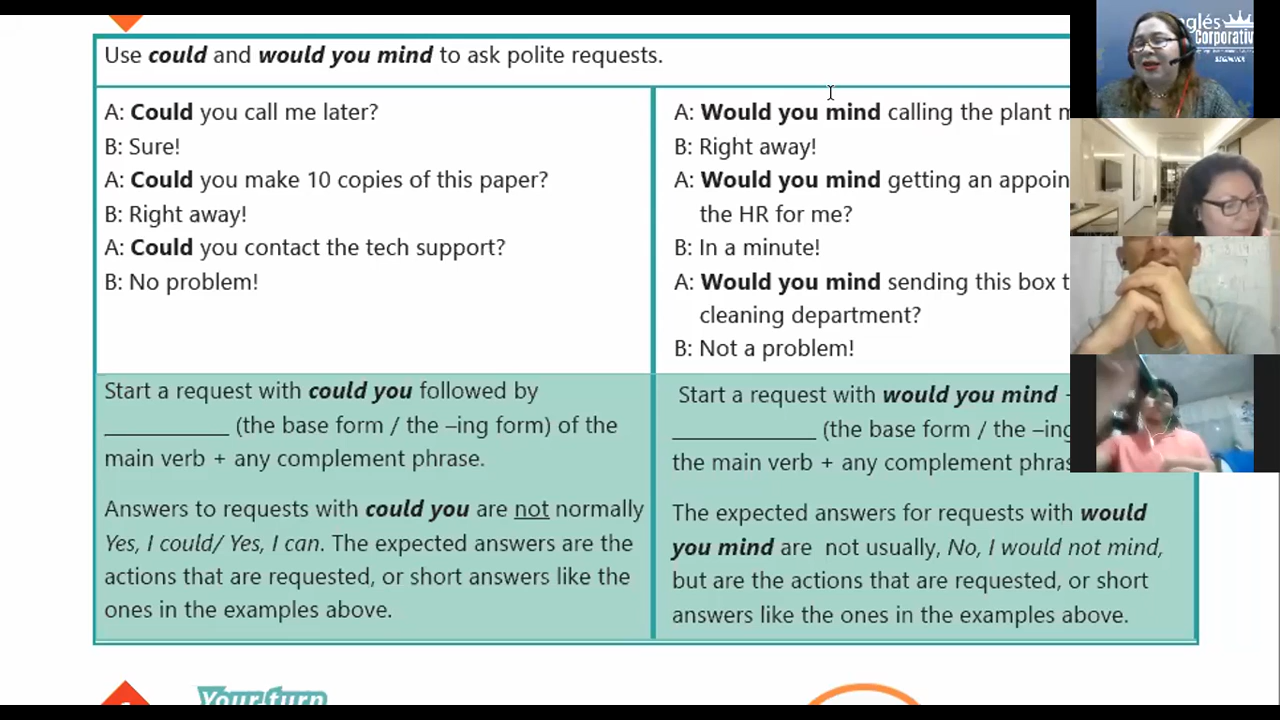 Use could and would you mind to ask polite requests.
A: Could you call me later?
B: Sure!
A: Could you make 10 copies of this paper?
B: Right away!
A: Could you contact the tech support?
B: No problem!
A: Would you mind calling the plant
B: Right away!
A: Would you mind getting an
the HR for me?
B: In a minute!
A: Would you mind sending this box
cleaning department?
B: Not a problem!
Start a request with could you followed by
____________ (the base form / the –ing form) of the
main verb + any complement phrase.
Answers to requests with could you are not normally
Yes, I could/ Yes, I can. The expected answers are the
actions that are requested, or short answers like the
ones in the examples above.
Start a request with would you mind
______________ (the base form / the –ing
the main verb + any complement
The expected answers for requests with would
you mind are not usually, No, I would not mind,
but are the actions that are requested, or short
answers like the ones in the examples above.
Your turn
Corporativ